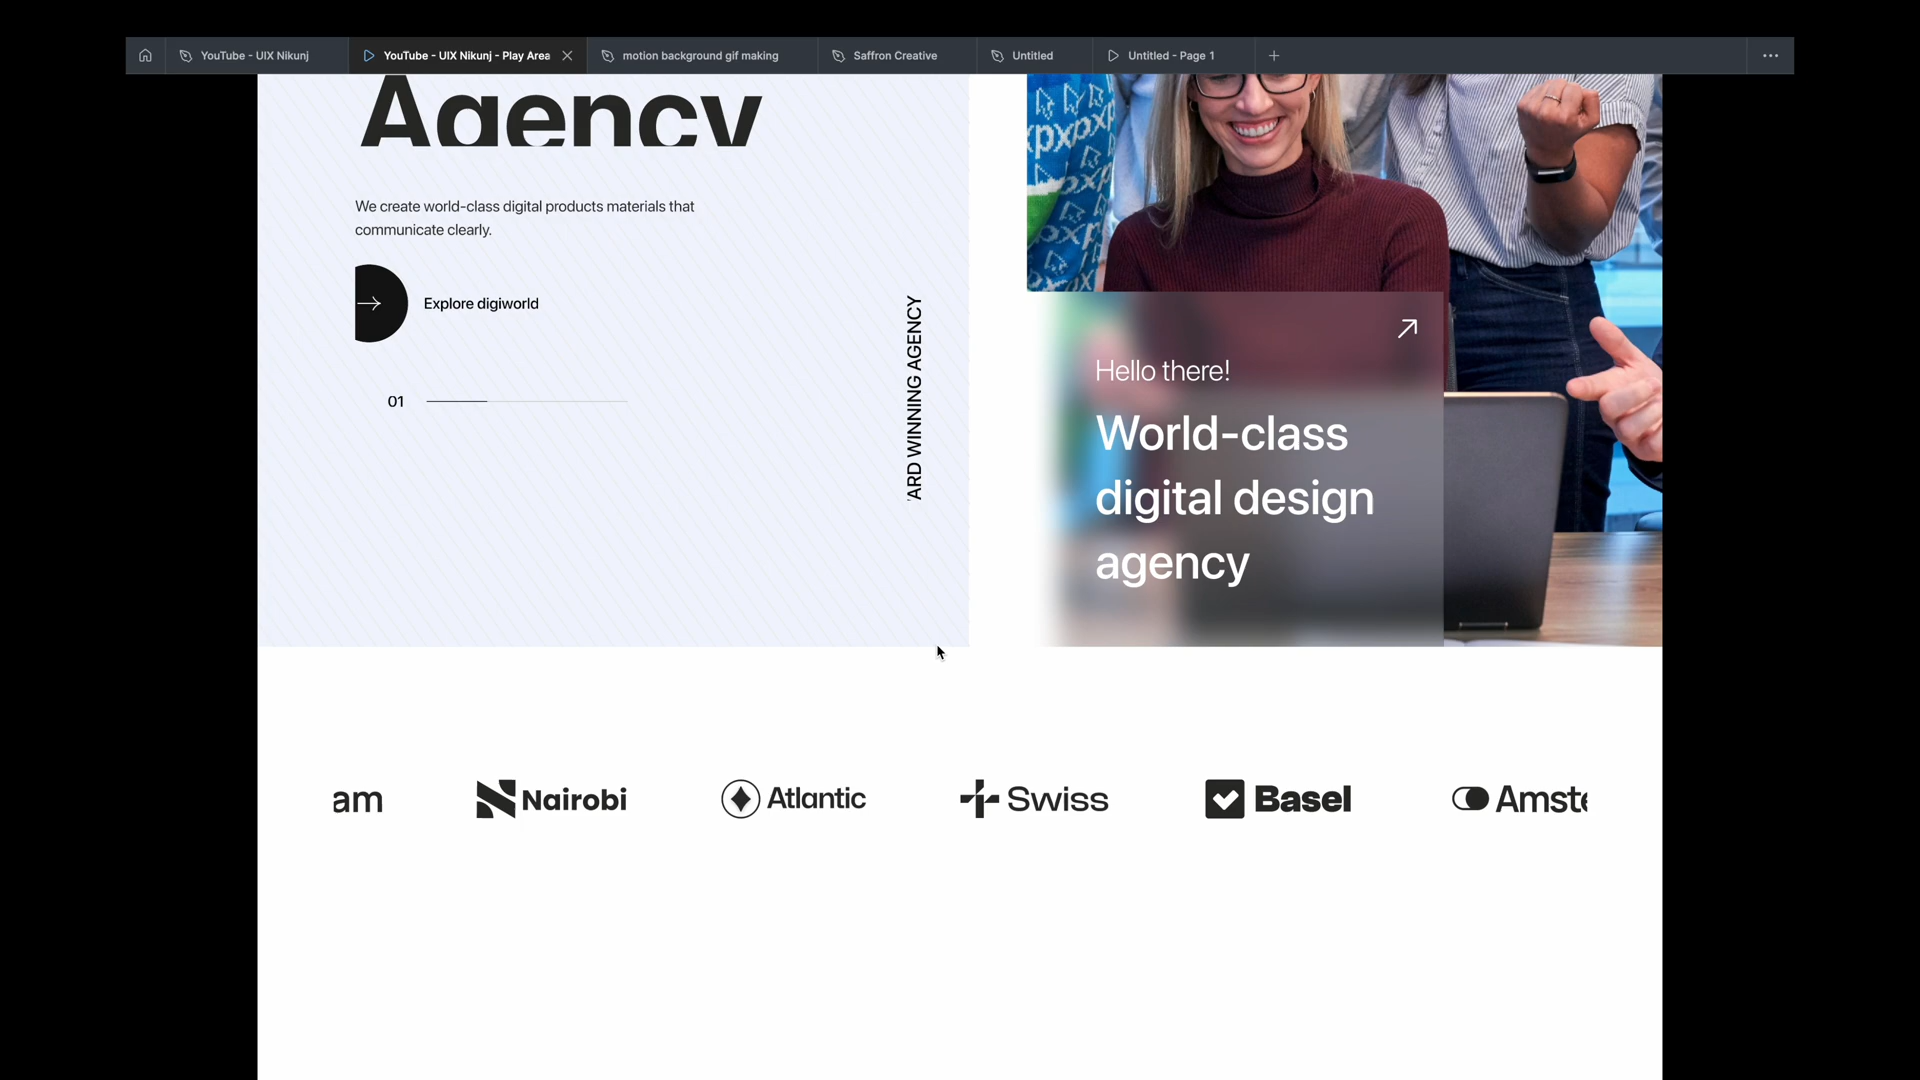 YouTube - UIX Nikunj
YouTube - UIX Nikunj - Play Area
motion background gif making
Saffron Creative
Untitled
Untitled - Page 1
Agency
We create world-class digital products materials that
communicate clearly.
Explore digiworld
01
ARD WINNING AGENCY
Hello there!
World-class
digital design
agency
am
Nairobi
Atlantic
Swiss
Basel
Amste